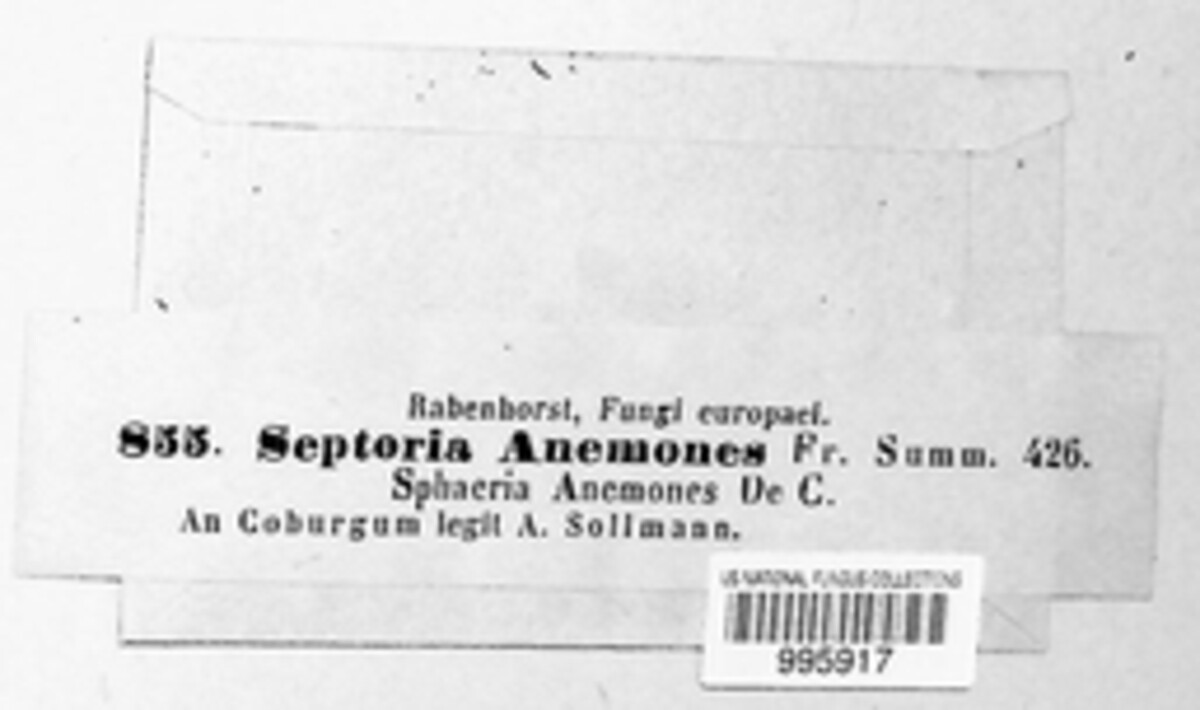 Rabenhorst, Fungi europaei.
855. Septoria Anemones Fr. Summ. 426.
Sphaeria Anemones De C.
An Coburgum legit A. Sollmann.
US NATIONAL FUNGUS COLLECTIONS
995917